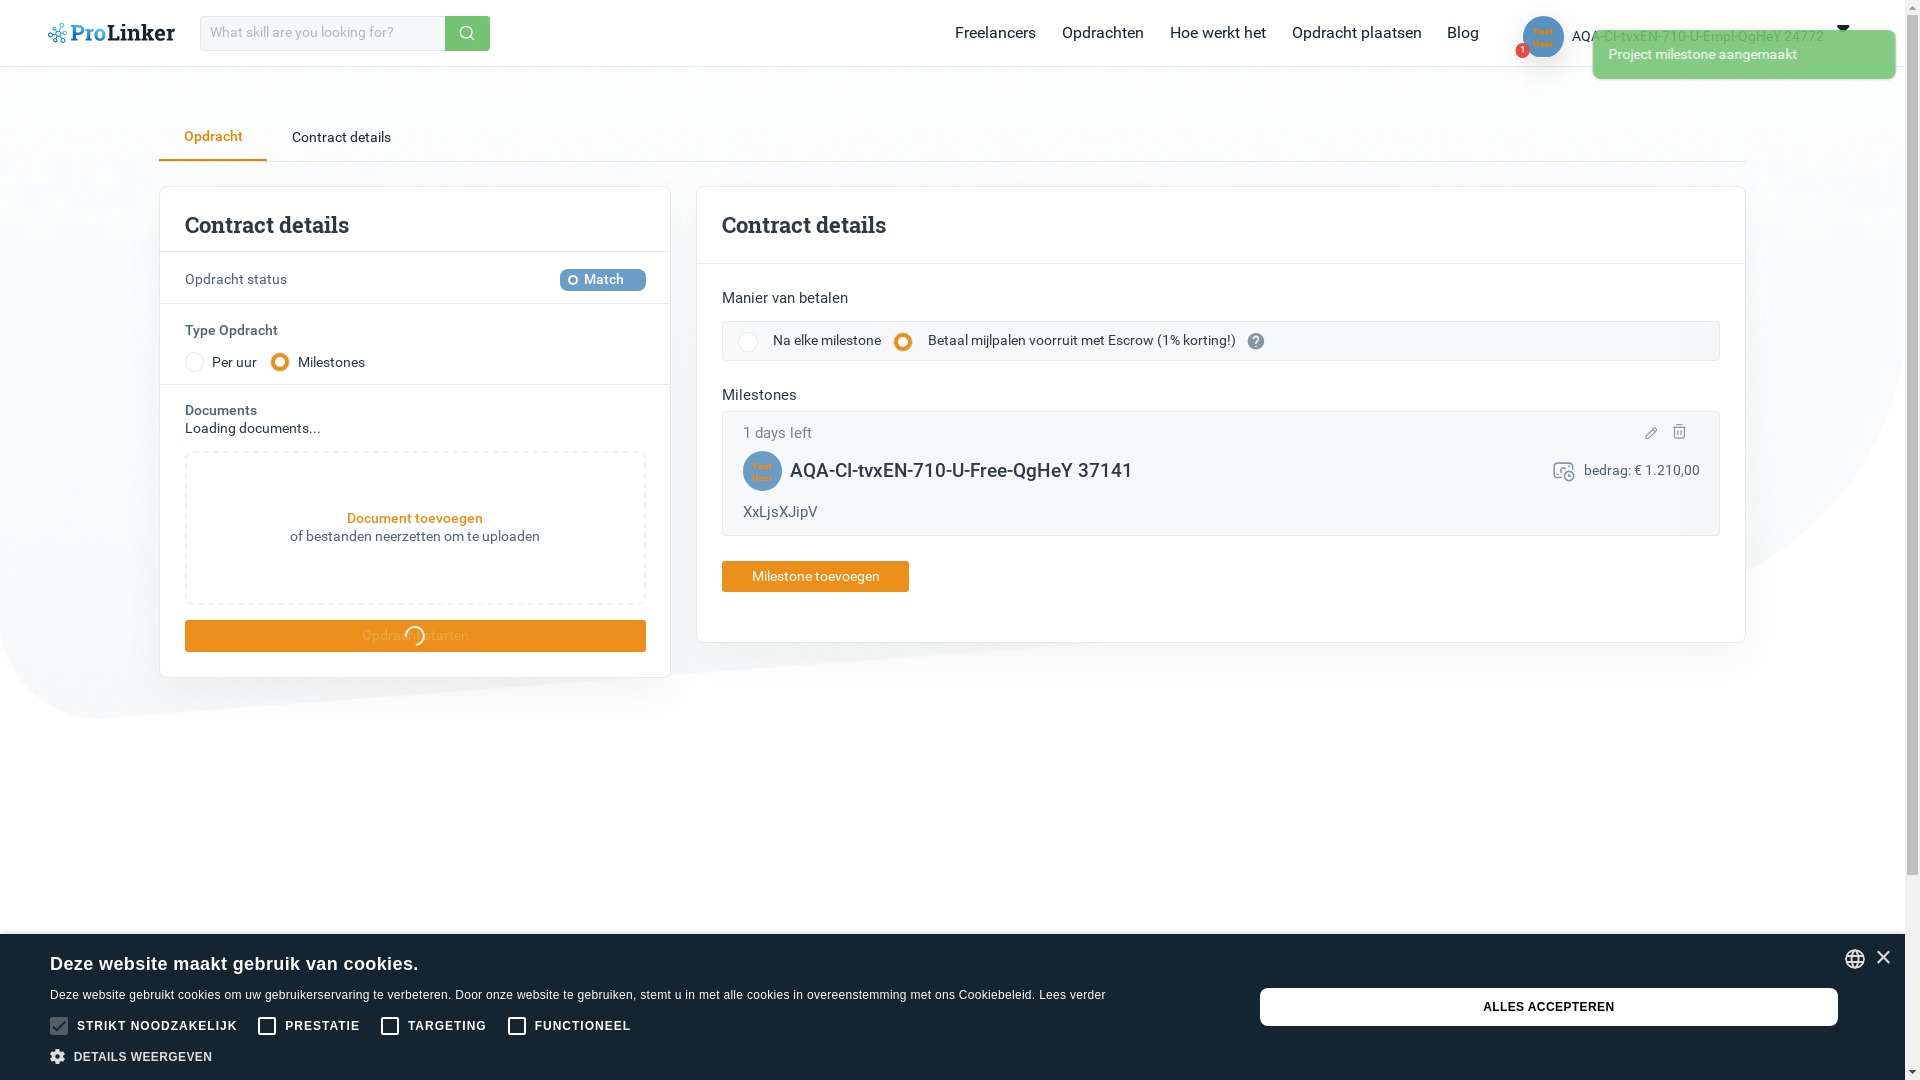 ProLinker
What skill are you looking for?
Freelancers
Opdrachten
Hoe werkt het
Opdracht plaatsen
Blog
1
Test User
AQA-CI-tvxEN-710-U-Empl-QgHeY 24772
Project milestone aangemaakt
Opdracht
Contract details
Contract details
Opdracht status
Match
Type Opdracht
Per uur
Milestones
Documents
Loading documents...
Document toevoegen
of bestanden neerzetten om te uploaden
Opdracht starten
Contract details
Manier van betalen
Na elke milestone
Betaal mijlpalen voorruit met Escrow (1% korting!)
?
Milestones
1 days left
Test User
AQA-CI-tvxEN-710-U-Free-QgHeY 37141
bedrag: € 1.210,00
XxLjsXJipV
Milestone toevoegen
Deze website maakt gebruik van cookies.
Deze website gebruikt cookies om uw gebruikerservaring te verbeteren. Door onze website te gebruiken, stemt u in met alle cookies in overeenstemming met ons Cookiebeleid. Lees verder
STRIKT NOODZAKELIJK
PRESTATIE
TARGETING
FUNCTIONEEL
DETAILS WEERGEVEN
ALLES ACCEPTEREN
×